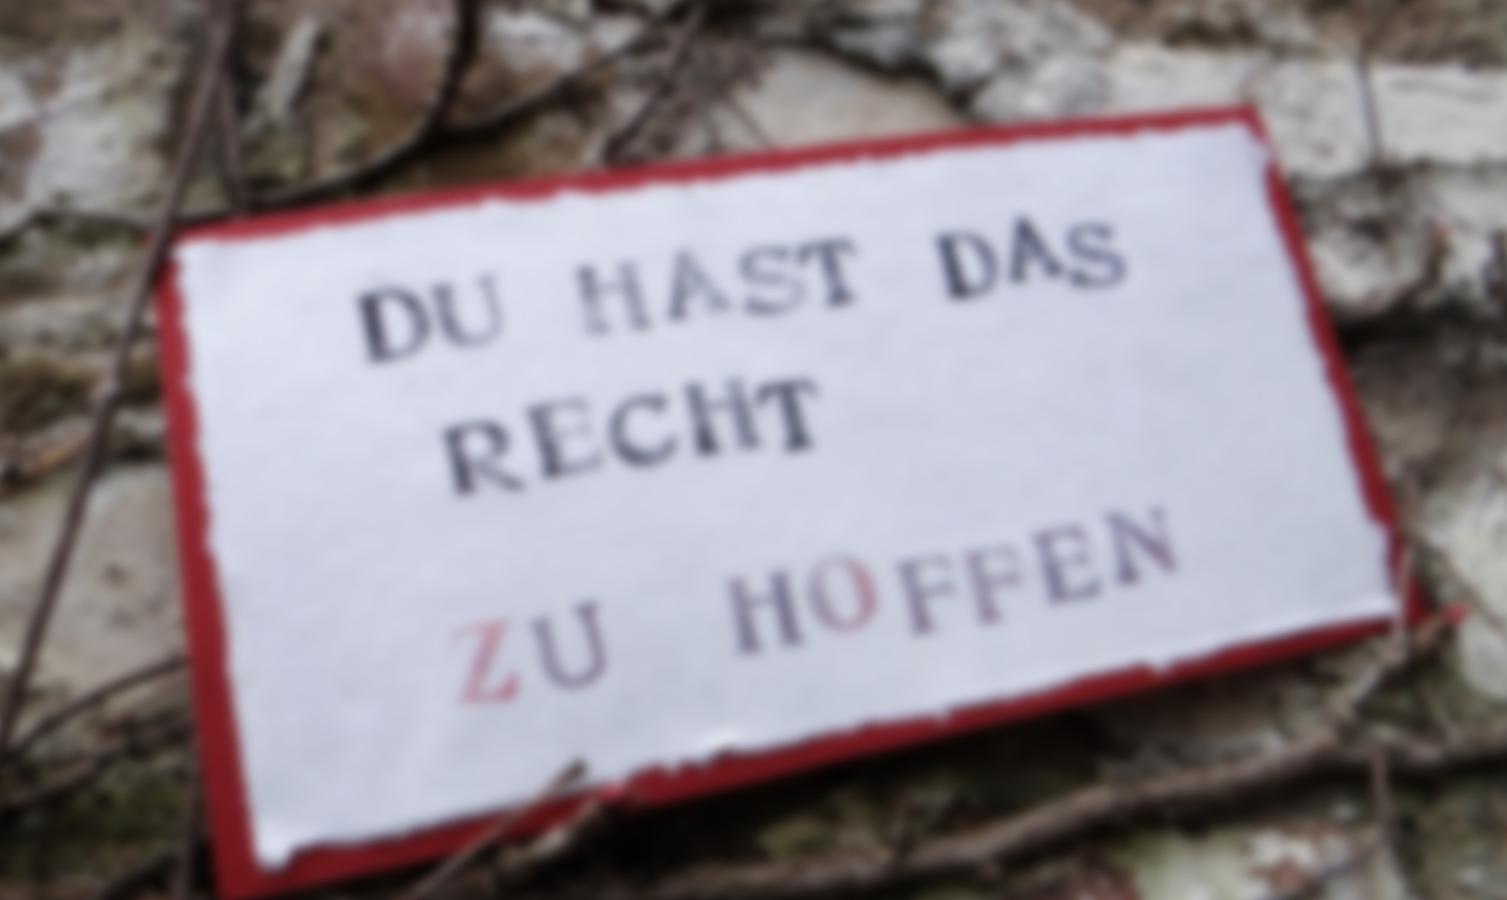 DU HAST DAS
RECHT
ZU HOFFEN